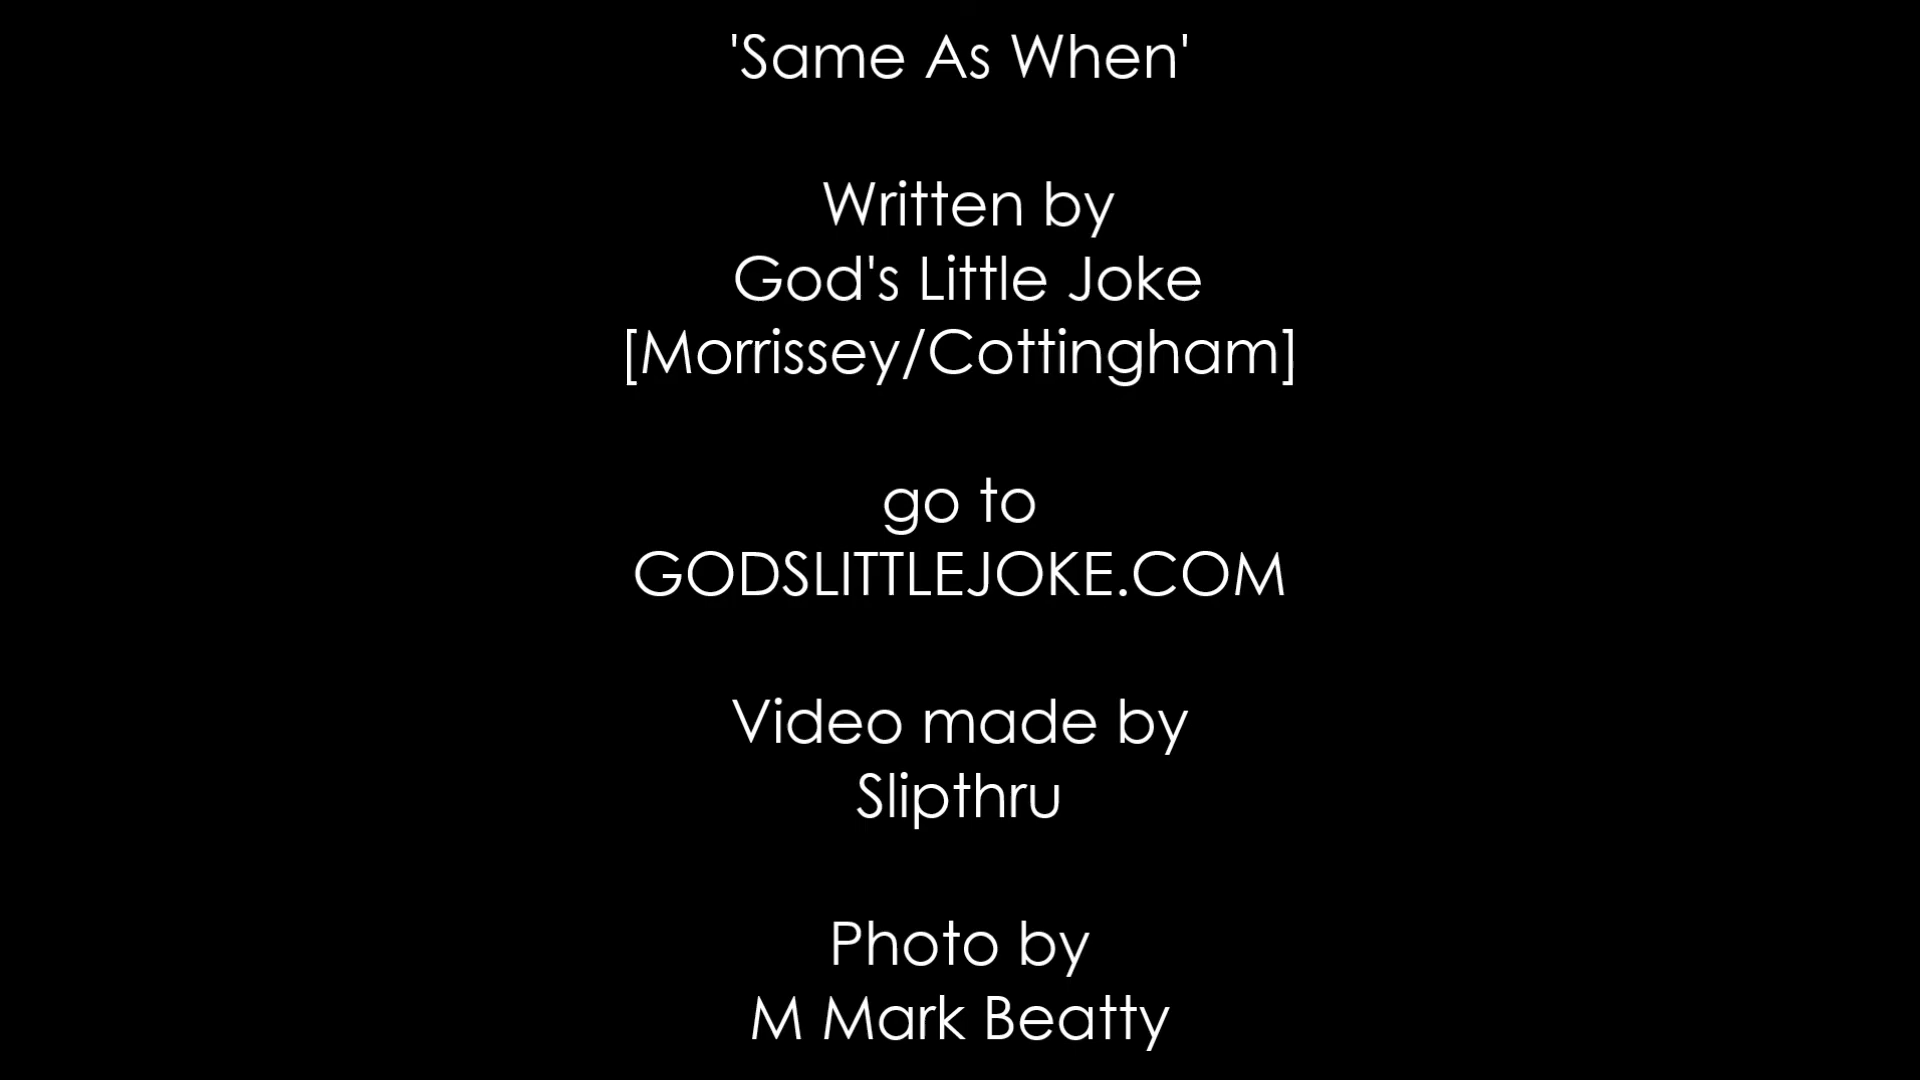 'Same As When'
Written by
God's Little Joke
[Morrissey/Cottingham]
go to
GODSLITTLEJOKE.COM
Video made by
Slipthru
Photo by
M Mark Beatty